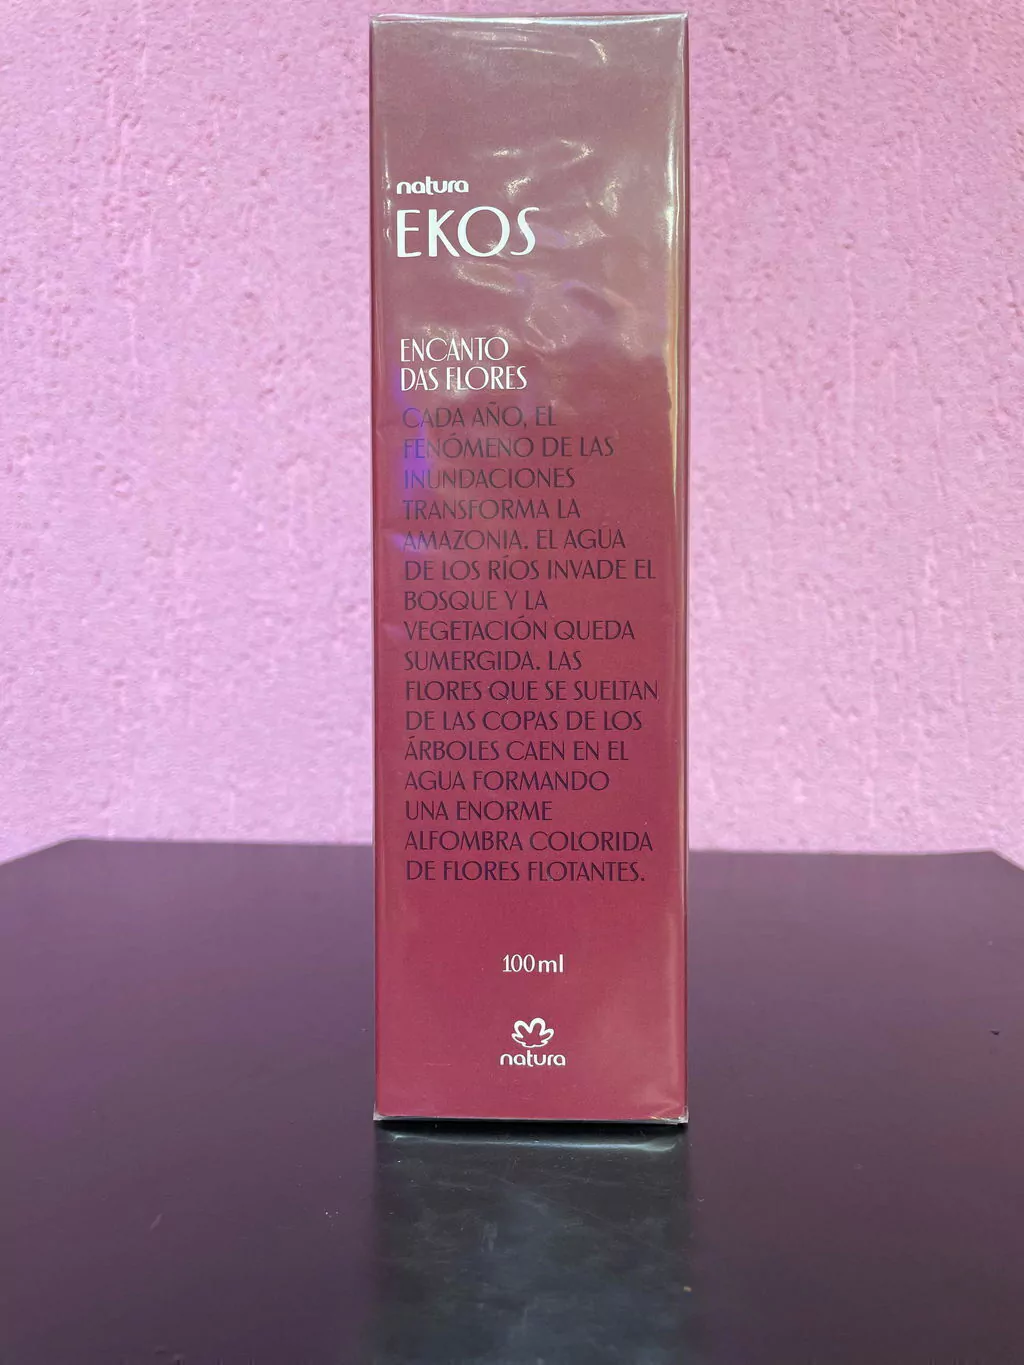 natura
EKOS
ENCANTO
DAS FLORES
CADA AÑO, EL
FENÓMENO DE LAS
INUNDACIONES
TRANSFORMA LA
AMAZONIA. EL AGUA
DE LOS RÍOS INVADE EL
BOSQUE Y LA
VEGETACIÓN QUEDA
SUMERGIDA. LAS
FLORES QUE SE SUELTAN
DE LAS COPAS DE LOS
ÁRBOLES CAEN EN EL
AGUA FORMANDO
UNA ENORME
ALFOMBRA COLORIDA
DE FLORES FLOTANTES.
100 ml
natura